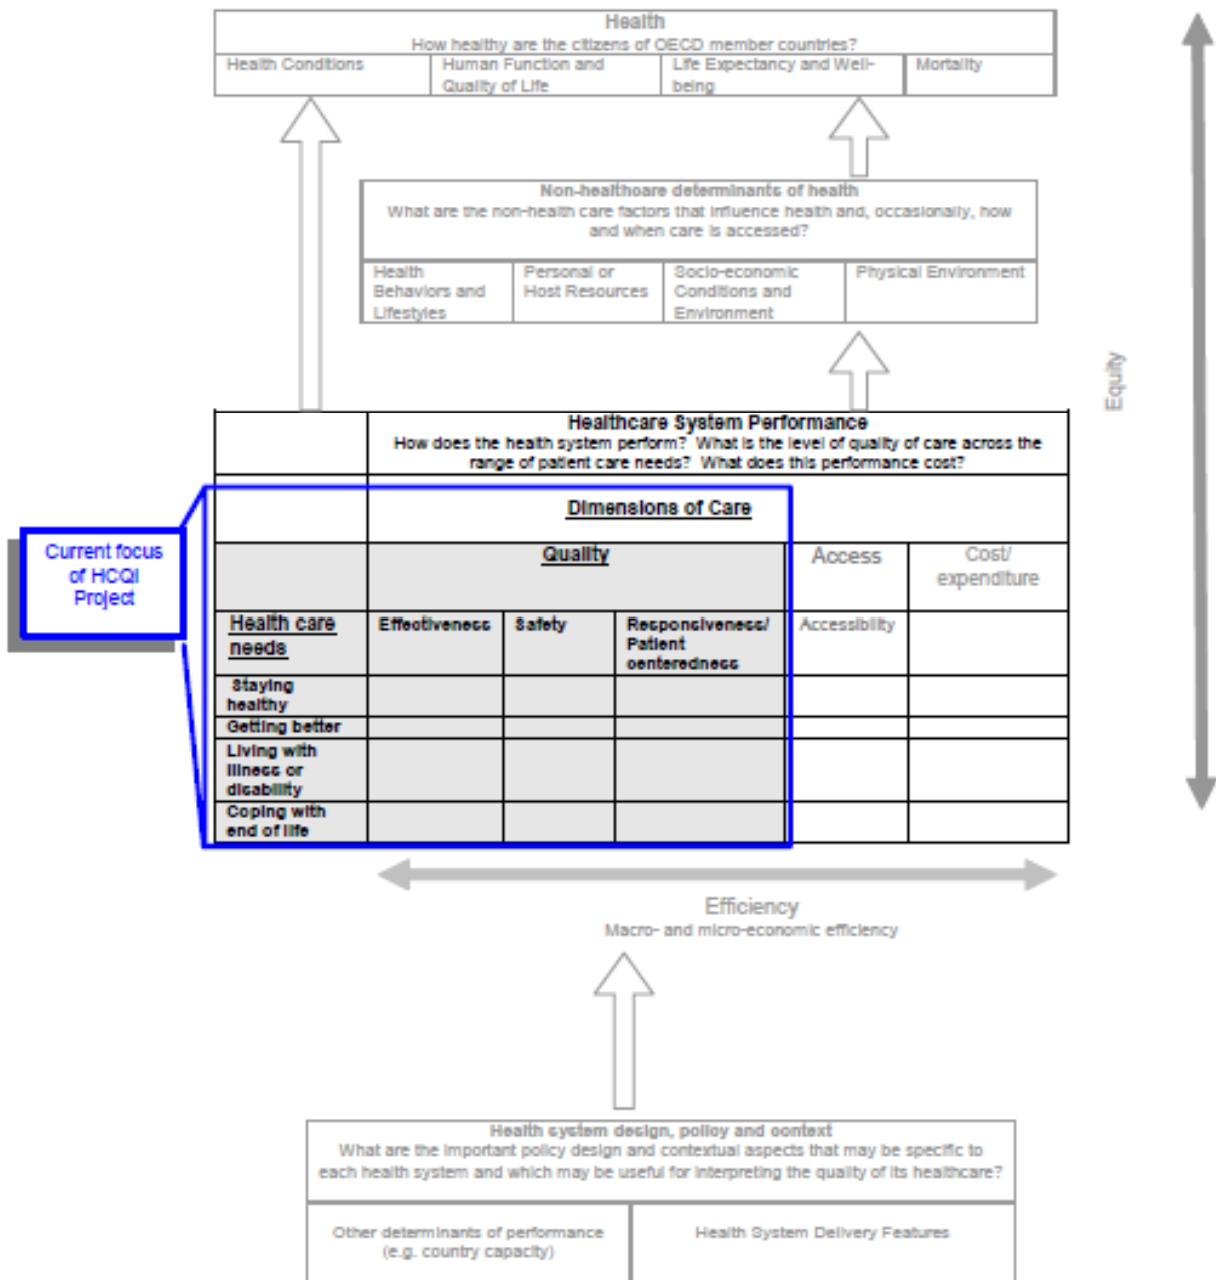 Health
How healthy are the citizens of OECD member countries?
Health Conditions
Human Function and
Quality of Life
Life Expectancy and Well-
being
Mortality
Non-healthcare determinants of health
What are the non-health care factors that influence health and, occasionally, how
and when care is accessed?
Health
Behaviors and
Lifestyles
Personal or
Host Resources
Socio-economic
Conditions and
Environment
Physical Environment
Equity
Healthcare System Performance
How does the health system perform? What is the level of quality of care across the
range of patient care needs? What does this performance cost?
Dimensions of Care
Current focus
of HCQI
Project
Quality
Access
Cost/
expenditure
Health care
needs
Effectiveness
Safety
Responsiveness/
Patient
centeredness
Accessibility
Staying
healthy
Getting better
Living with
illness or
disability
Coping with
end of life
Efficiency
Macro- and micro-economic efficiency
Health system design, policy and context
What are the important policy design and contextual aspects that may be specific to
each health system and which may be useful for interpreting the quality of its healthcare?
Other determinants of performance
(e.g. country capacity)
Health System Delivery Features